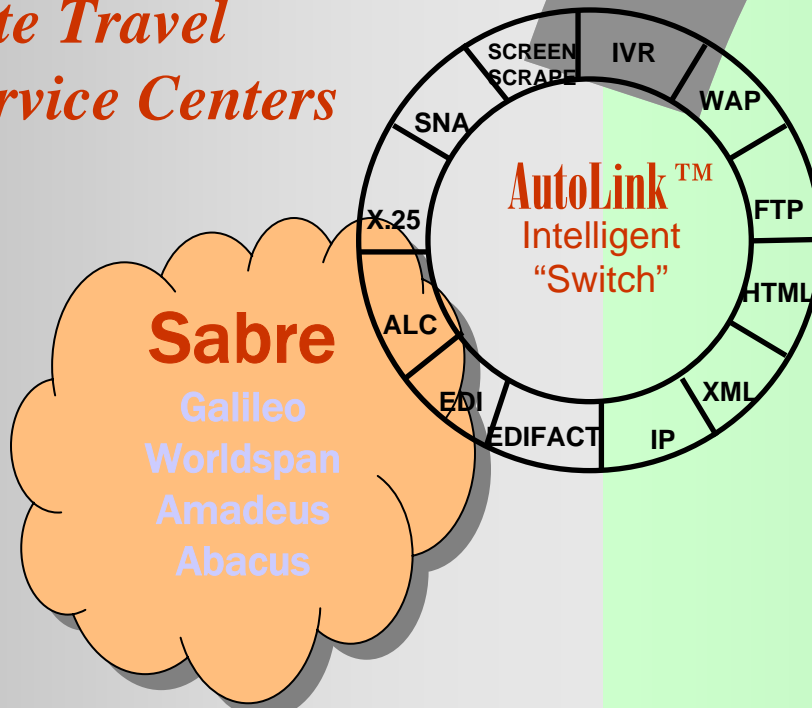 te Travel
rvice Centers
SCREEN
SCRAPE
IVR
WAP
FTP
HTML
XML
IP
EDIFACT
EDI
ALC
X.25
SNA
AutoLink™
Intelligent
“Switch”
Sabre
Galileo
Worldspan
Amadeus
Abacus